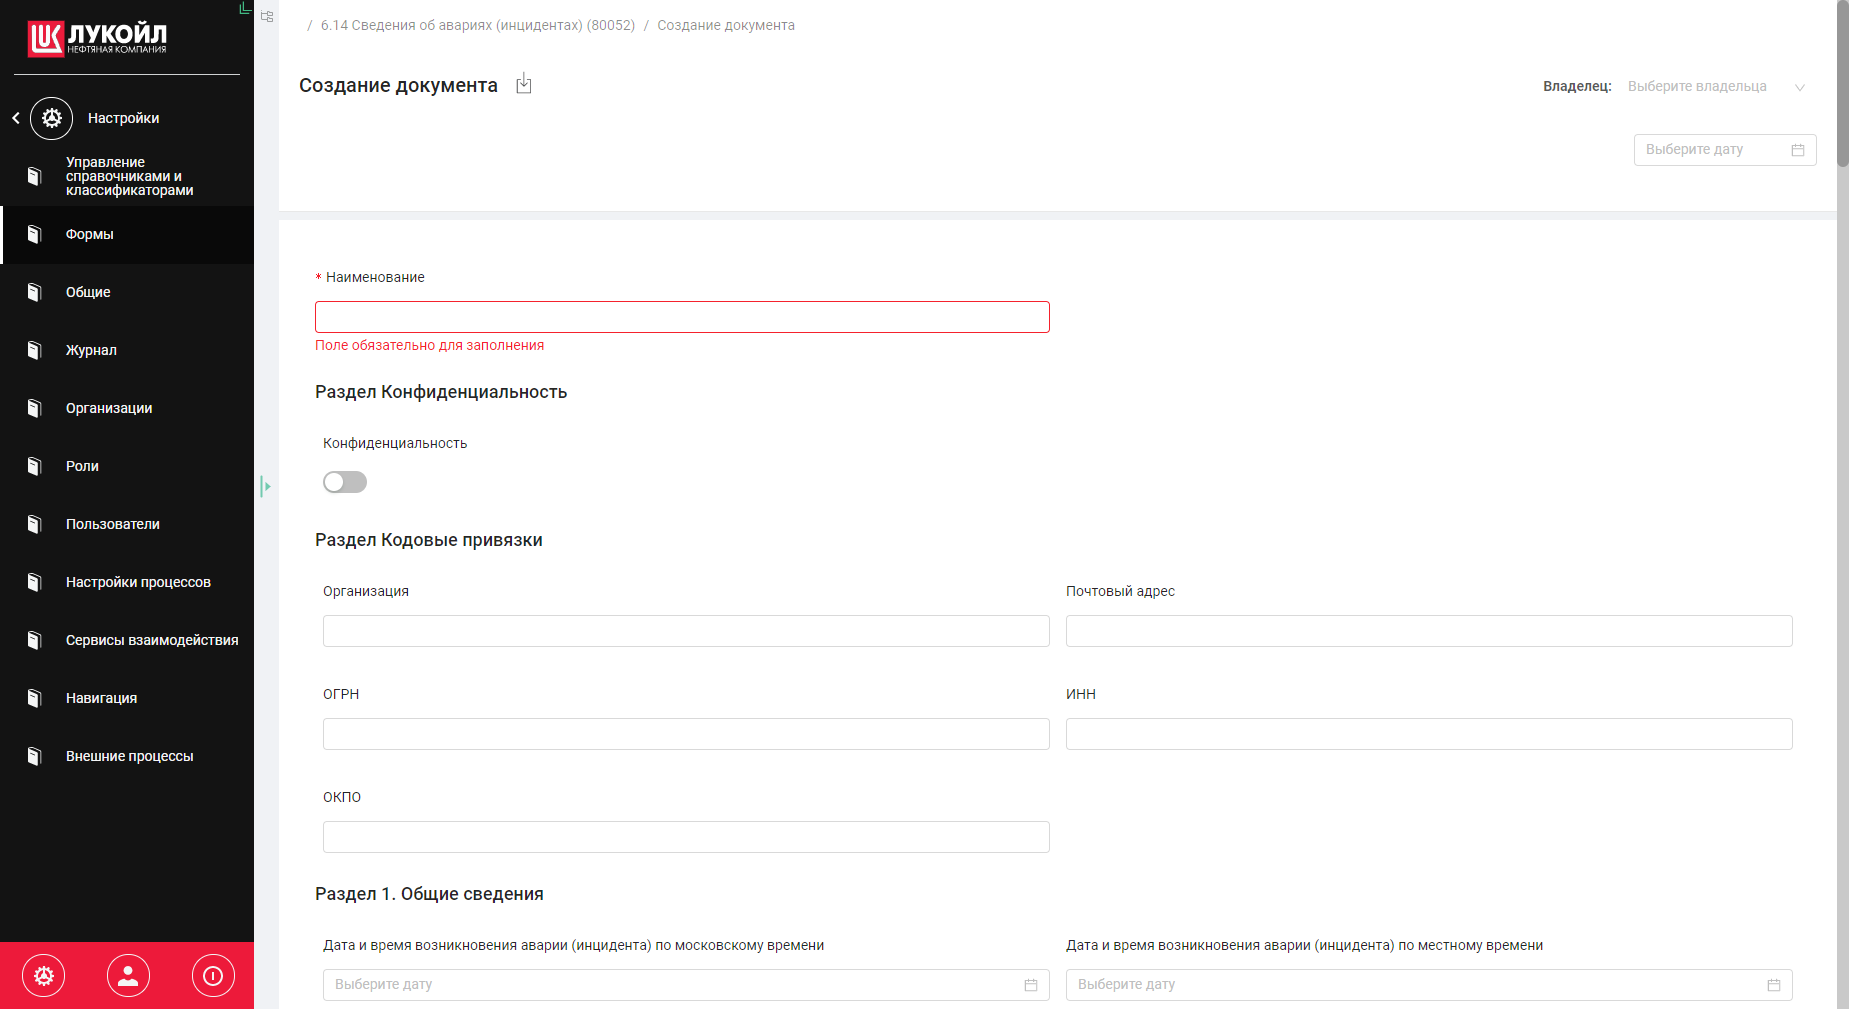 ЛУКОЙЛ
НЕФТЯНАЯ КОМПАНИЯ
Настройки
Управление
справочниками и
классификаторами
Формы
Общие
Журнал
Организации
Роли
Пользователи
Настройки процессов
Сервисы взаимодействия
Навигация
Внешние процессы
/ 6.14 Сведения об авариях (инцидентах) (80052) / Создание документа
Создание документа
Владелец: Выберите владельца
Выберите дату
* Наименование
Поле обязательно для заполнения
Раздел Конфиденциальность
Конфиденциальность
Раздел Кодовые привязки
Организация
Почтовый адрес
ОГРН
ИНН
ОКПО
Раздел 1. Общие сведения
Дата и время возникновения аварии (инцидента) по московскому времени
Дата и время возникновения аварии (инцидента) по местному времени
Выберите дату
Выберите дату